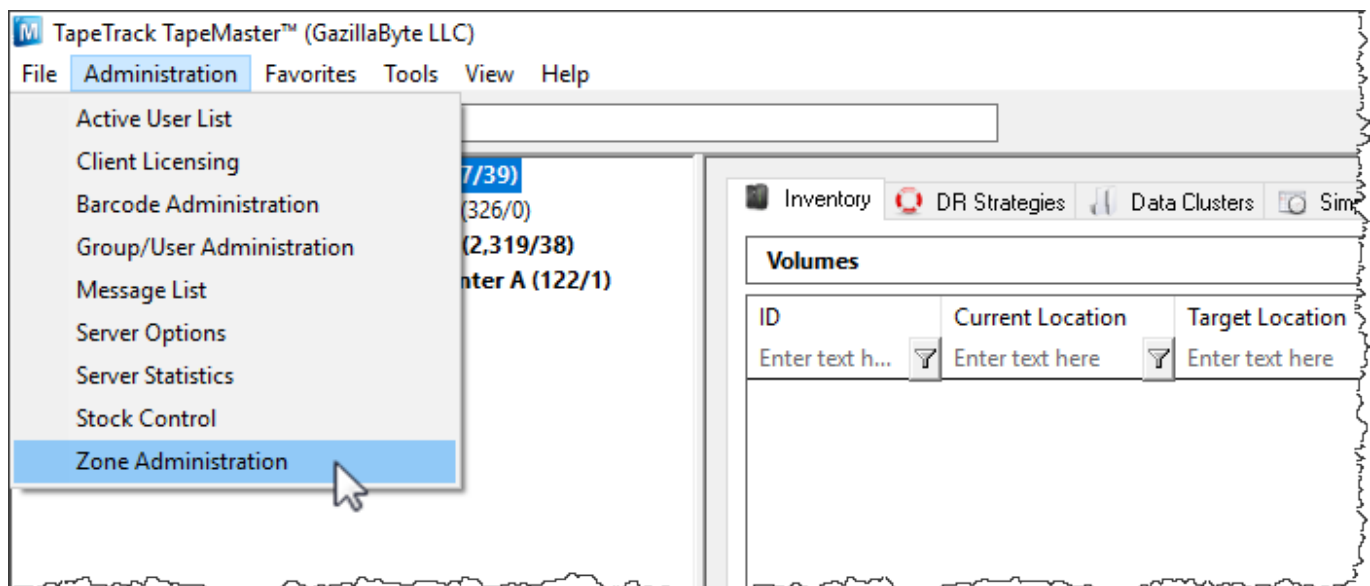 TapeTrack TapeMaster™ (GazillaByte LLC)
File Administration Favorites Tools View Help
Active User List
Client Licensing
Barcode Administration
Group/User Administration
Message List
Server Options
Server Statistics
Stock Control
Zone Administration
7/39)
(326/0)
(2,319/38)
nter A (122/1)
Inventory DR Strategies Data Clusters Sim
Volumes
ID Current Location Target Location
Enter text h... Enter text here Enter text here